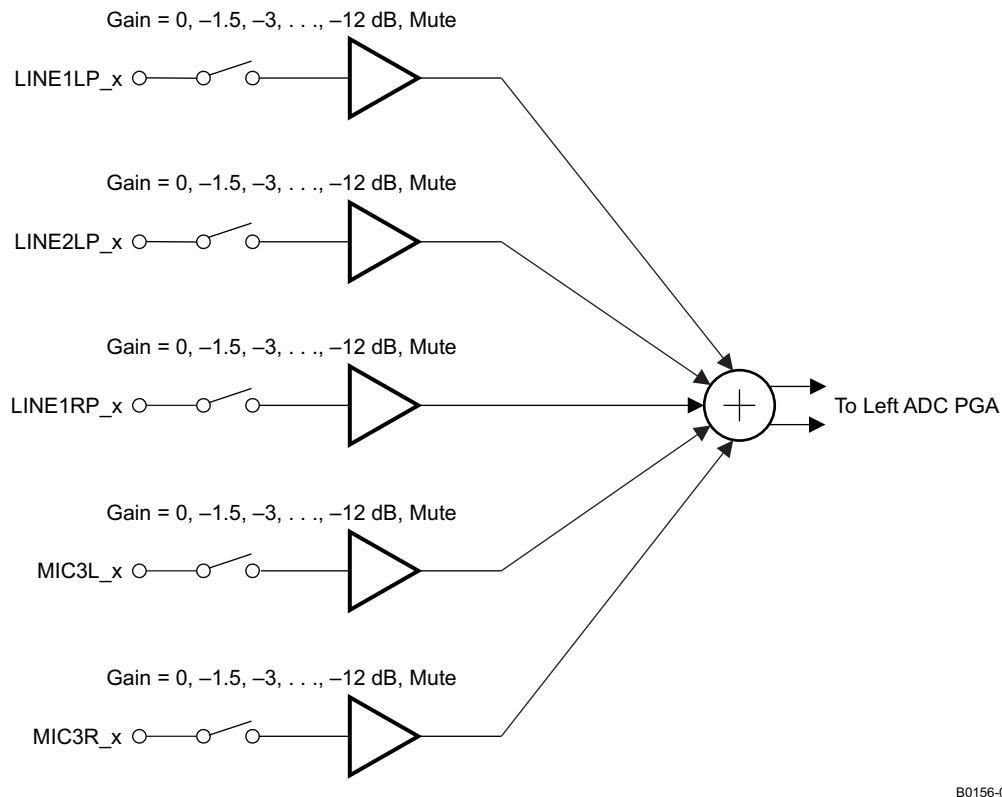 Gain = 0, –1.5, –3, . . ., –12 dB, Mute
LINE1LP_x
Gain = 0, –1.5, –3, . . ., –12 dB, Mute
LINE2LP_x
Gain = 0, –1.5, –3, . . ., –12 dB, Mute
LINE1RP_x
To Left ADC PGA
Gain = 0, –1.5, –3, . . ., –12 dB, Mute
MIC3L_x
Gain = 0, –1.5, –3, . . ., –12 dB, Mute
MIC3R_x